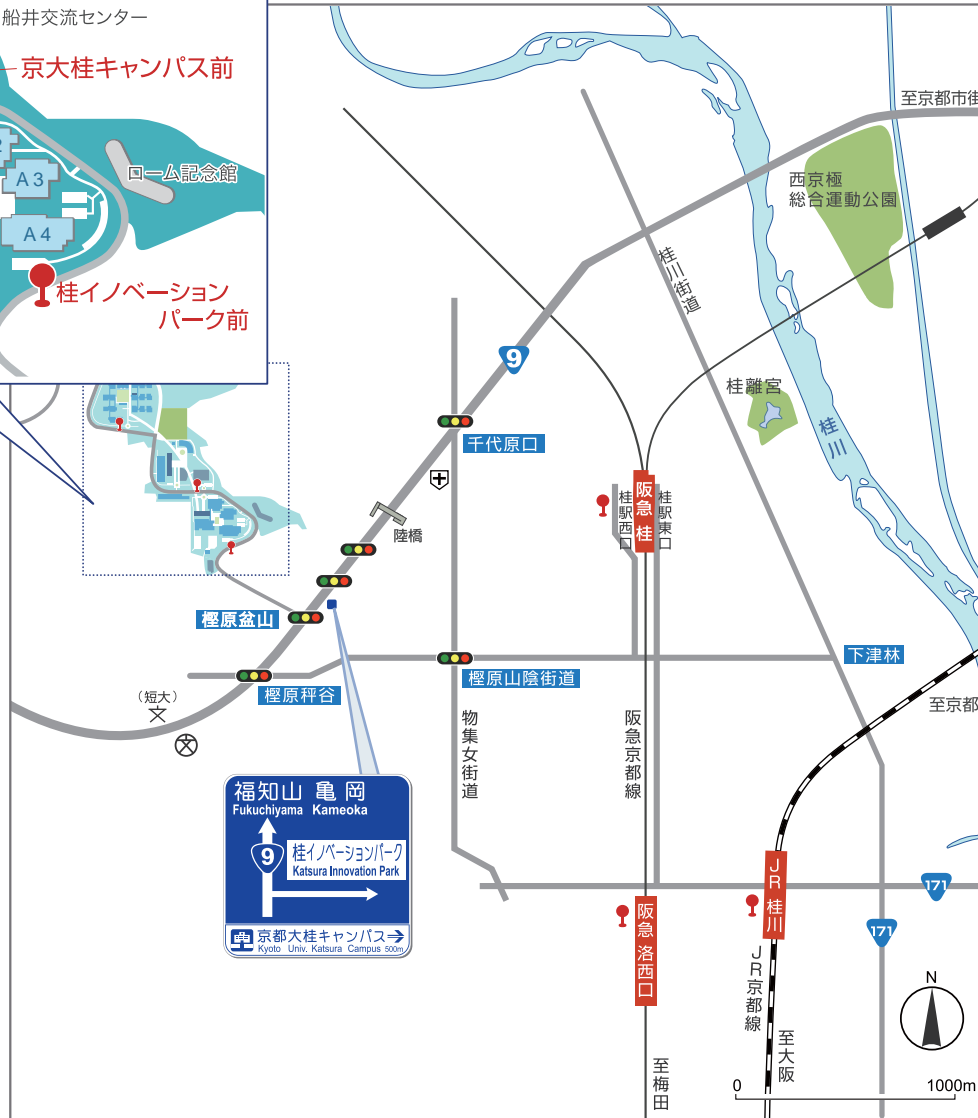 船井交流センター
京大桂キャンパス前
ローム記念館
2
A3
A4
桂イノベーション
パーク前
至京都市街
西京極
総合運動公園
桂川街道
9
桂離宮
桂川
千代原口
陸橋
桂駅西口
阪急 桂
桂駅東口
樫原盆山
樫原秤谷
樫原山陰街道
下津林
(短大)
文
文
物集女街道
阪急京都線
至京都
福知山 亀岡
Fukuchiyama Kameoka
9
桂イノベーションパーク
Katsura Innovation Park
京都大桂キャンパス→
Kyoto Univ. Katsura Campus 500m
JR 桂川
171
171
阪急 洛西口
JR京都線
至大阪
至梅田
N
0 1000m